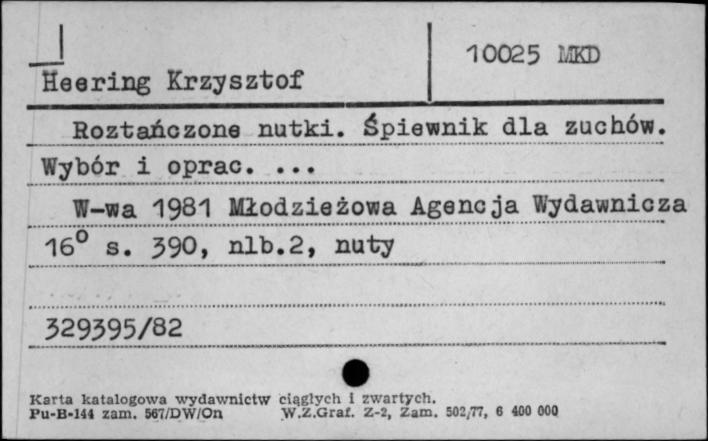 10025 MKD
Heering Krzysztof
Roztańczone nutki. Śpiewnik dla zuchów.
Wybór i oprac. ...
W-wa 1981 Młodzieżowa Agencja Wydawnicza
16⁰ s. 390, nlb.2, nuty
329395/82
Karta katalogowa wydawnictw ciągłych i zwartych.
Pu-B-144 zam. 567/DW/On W.Z.Graf. Z-2, Zam. 502/77, 6 400 000